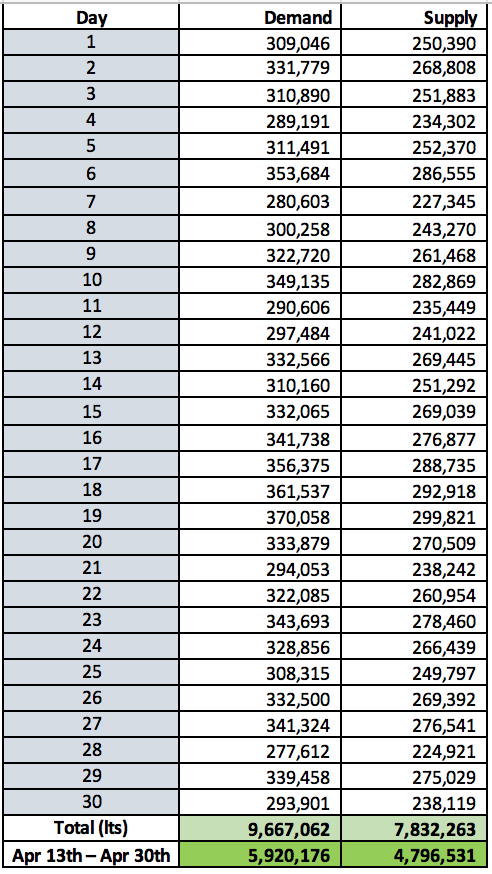 Day Demand Supply
1 309,046 250,390
2 331,779 268,808
3 310,890 251,883
4 289,191 234,302
5 311,491 252,370
6 353,684 286,555
7 280,603 227,345
8 300,258 243,270
9 322,720 261,468
10 349,135 282,869
11 290,606 235,449
12 297,484 241,022
13 332,566 269,445
14 310,160 251,292
15 332,065 269,039
16 341,738 276,877
17 356,375 288,735
18 361,537 292,918
19 370,058 299,821
20 333,879 270,509
21 294,053 238,242
22 322,085 260,954
23 343,693 278,460
24 328,856 266,439
25 308,315 249,797
26 332,500 269,392
27 341,324 276,541
28 277,612 224,921
29 339,458 275,029
30 293,901 238,119
Total (lts) 9,667,062 7,832,263
Apr 13th – Apr 30th 5,920,176 4,796,531